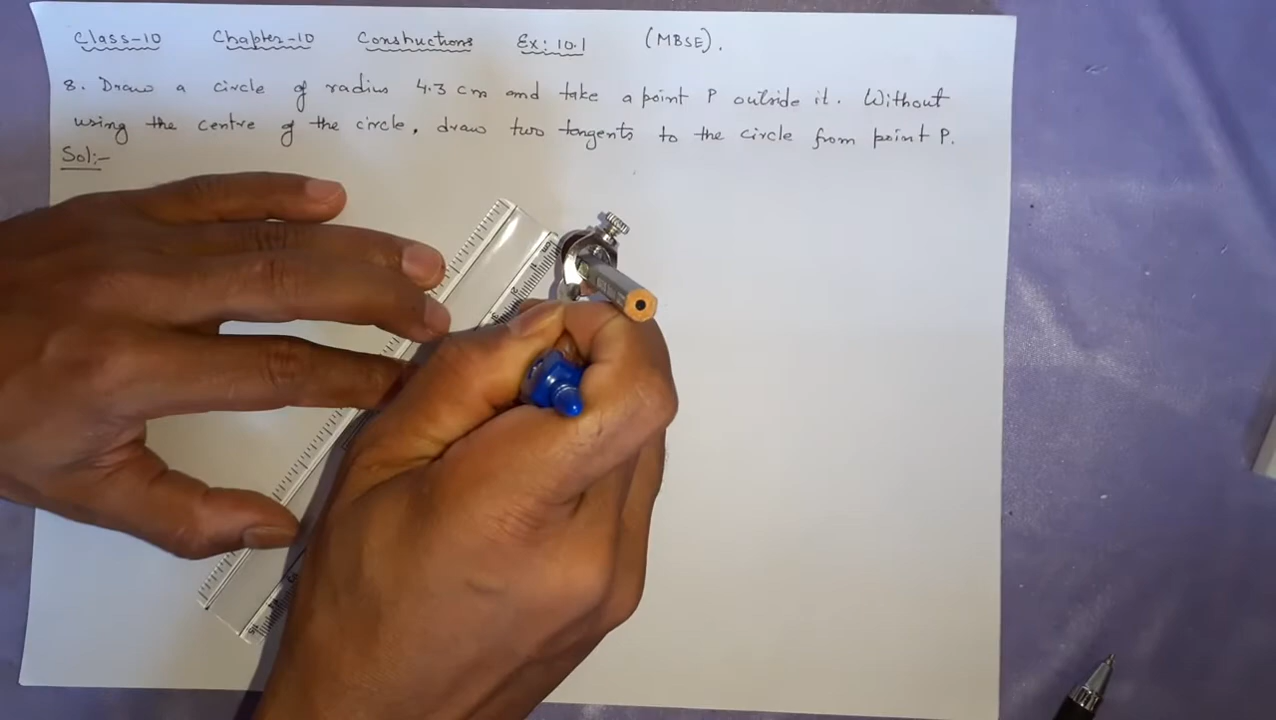 Class-10 Chapter-10 Constructions Ex: 10.1 (MBSE).
8. Draw a circle of radius 4.3 cm and take a point P outside it. Without
using the centre of the circle, draw two tangents to the circle from point P.
Sol:-
cm